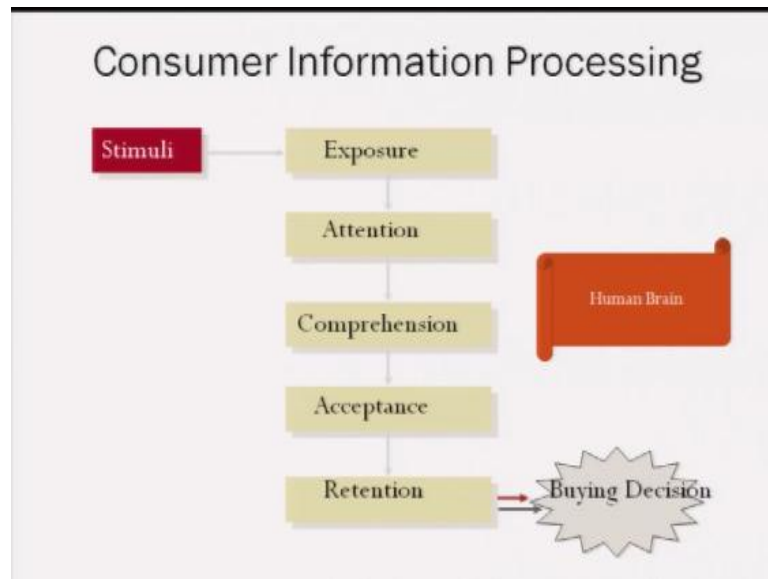 Consumer Information Processing
Stimuli
Exposure
Attention
Comprehension
Human Brain
Acceptance
Retention
Buying Decision